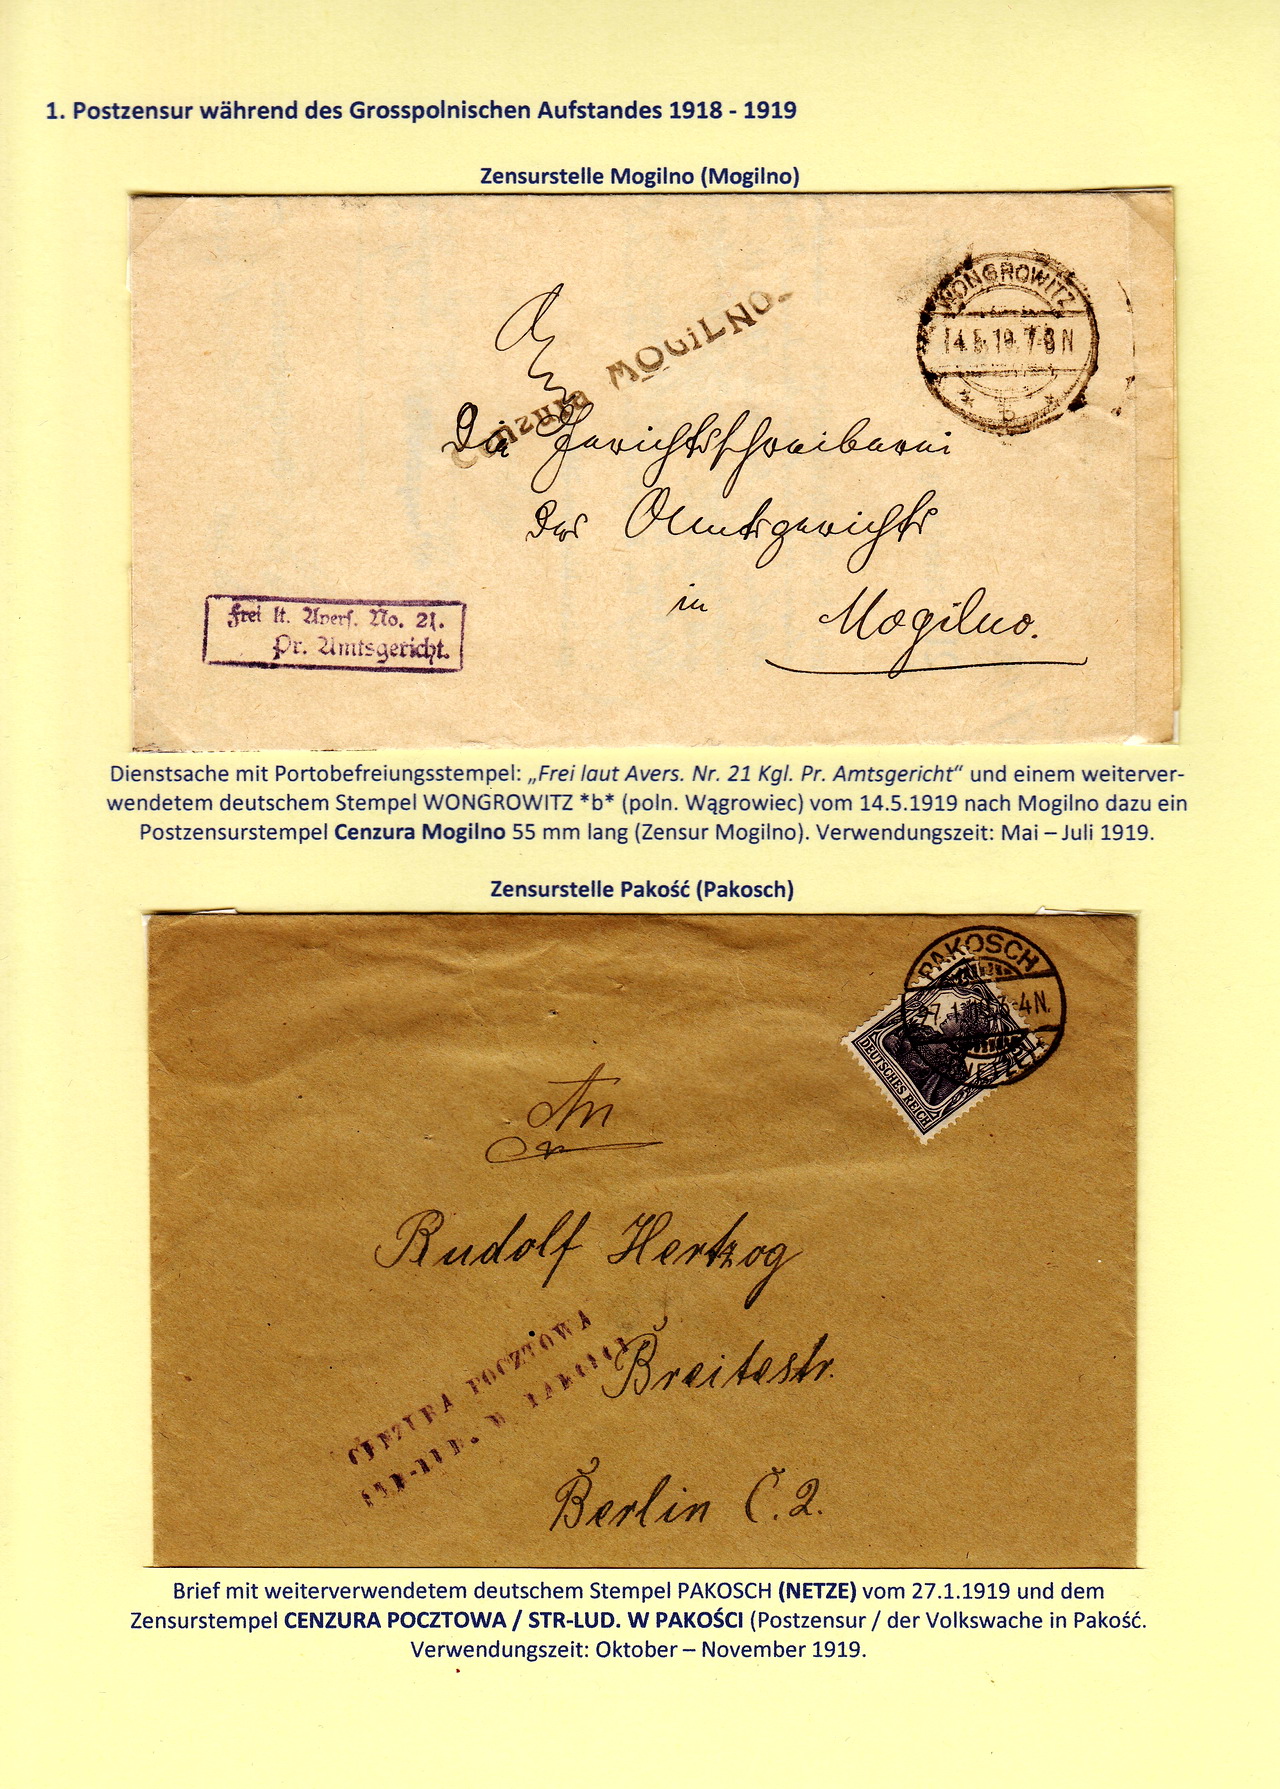 1. Postzensur während des Grosspolnischen Aufstandes 1918 - 1919
Zensurstelle Mogilno (Mogilno)
WONGROWITZ
14.5.19.7-8N
* b *
An
Cenzura MOGiLNO.
Die Gerichtsschreiberei
des Amtsgerichts
in Mogilno.
Frei lt. Avers. No. 21.
Pr. Amtsgericht.
Dienstsache mit Portobefreiungsstempel: „Frei laut Avers. Nr. 21 Kgl. Pr. Amtsgericht“ und einem weiterver-
wendetem deutschem Stempel WONGROWITZ *b* (poln. Wągrowiec) vom 14.5.1919 nach Mogilno dazu ein
Postzensurstempel Cenzura Mogilno 55 mm lang (Zensur Mogilno). Verwendungszeit: Mai – Juli 1919.
Zensurstelle Pakość (Pakosch)
PAKOSCH
-4N.
DEUTSCHES REICH
An
Rudolf Hertzog
CENZURA POCZTOWA
W PAKOŚCI
Breitestr.
Berlin C. 2.
Brief mit weiterverwendetem deutschem Stempel PAKOSCH (NETZE) vom 27.1.1919 und dem
Zensurstempel CENZURA POCZTOWA / STR-LUD. W PAKOŚCI (Postzensur / der Volkswache in Pakość.
Verwendungszeit: Oktober – November 1919.